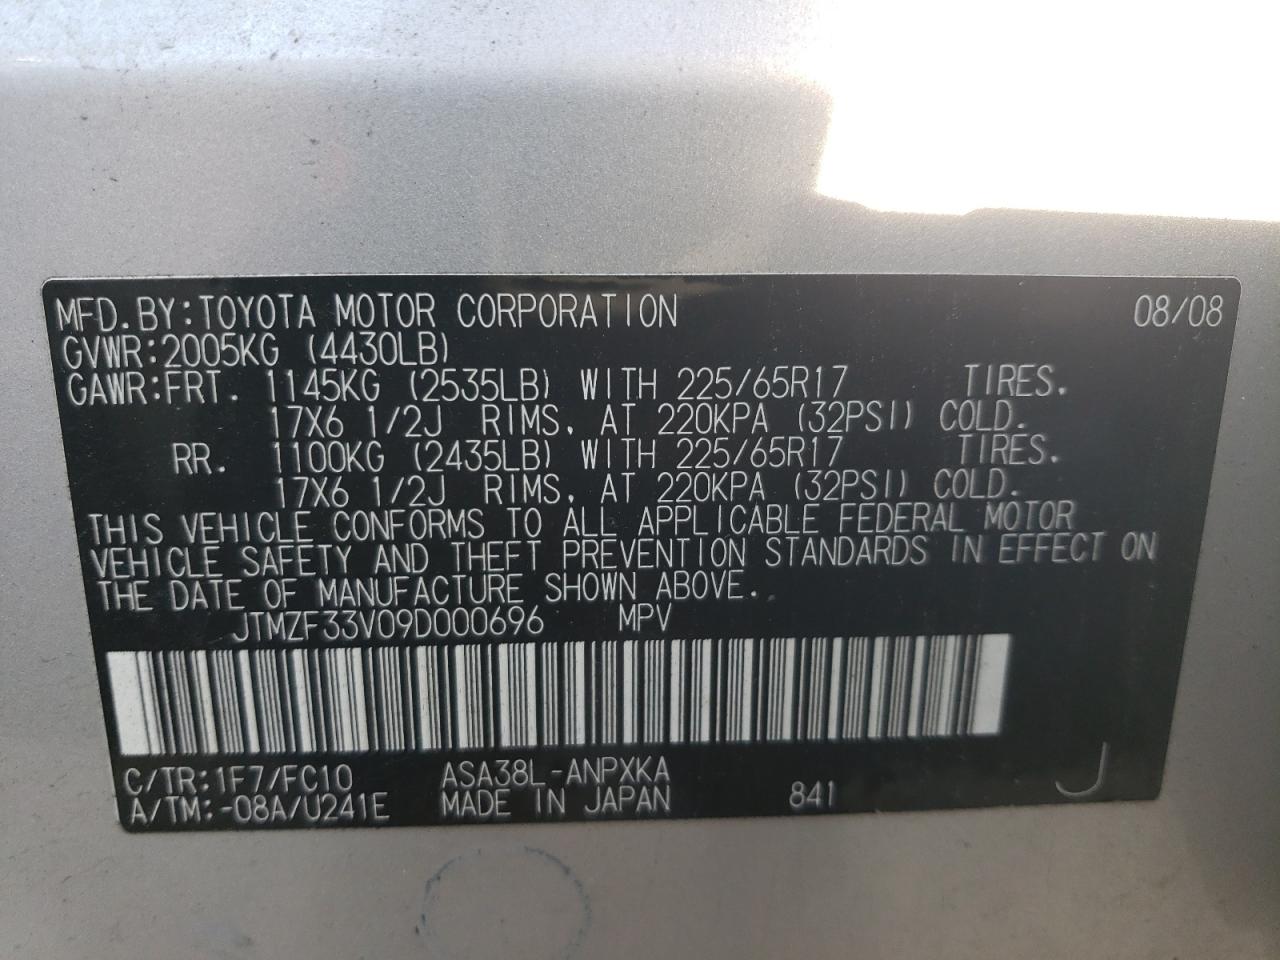 MFD. BY: TOYOTA MOTOR CORPORATION 08/08
GVWR: 2005KG (4430LB)
GAWR: FRT. 1145KG (2535LB) WITH 225/65R17 TIRES.
17X6 1/2J RIMS, AT 220KPA (32PSI) COLD.
RR. 1100KG (2435LB) WITH 225/65R17 TIRES.
17X6 1/2J RIMS, AT 220KPA (32PSI) COLD.
THIS VEHICLE CONFORMS TO ALL APPLICABLE FEDERAL MOTOR
VEHICLE SAFETY AND THEFT PREVENTION STANDARDS IN EFFECT ON
THE DATE OF MANUFACTURE SHOWN ABOVE.
JTMZF33V09D000696 MPV
C/TR: 1F7/FC10 ASA38L-ANPXKA J
A/TM: -08A/U241E MADE IN JAPAN 841